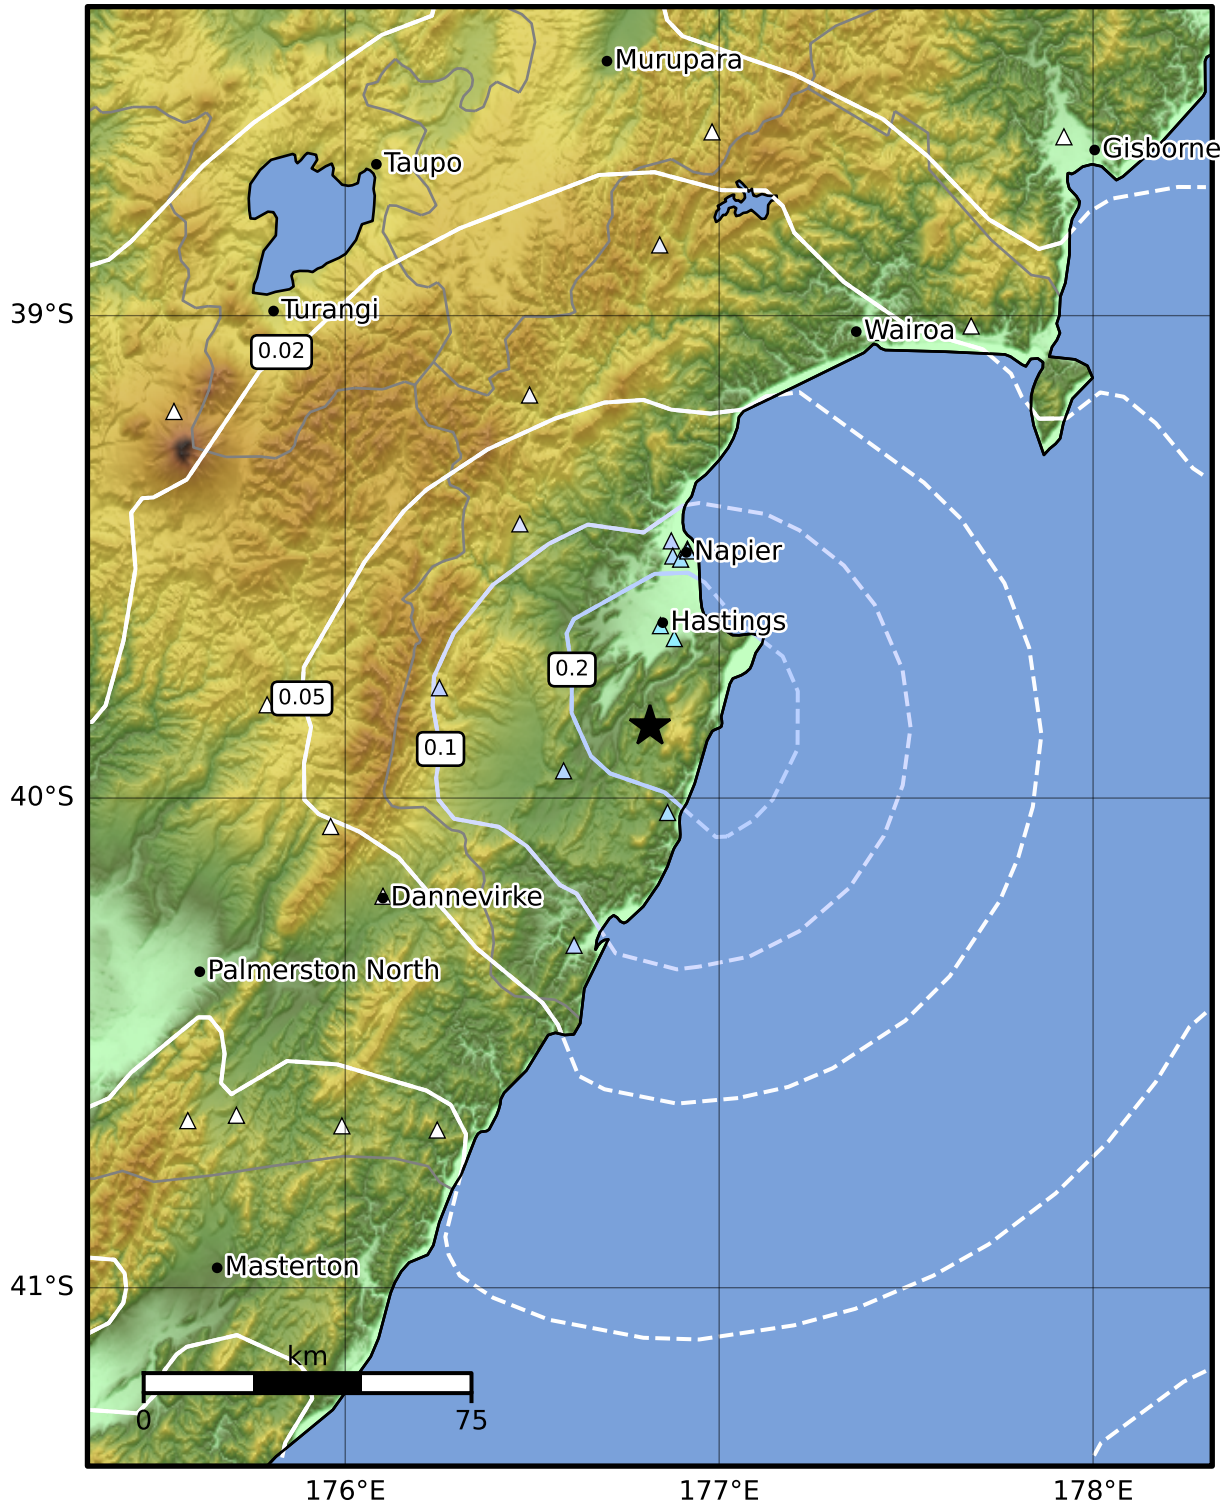 Murupara
Gisborne
Taupo
39°S
Turangi
Wairoa
0.02
Napier
Hastings
0.2
0.05
0.1
40°S
Dannevirke
Palmerston North
Masterton
41°S
km
0 75
176°E 177°E 178°E